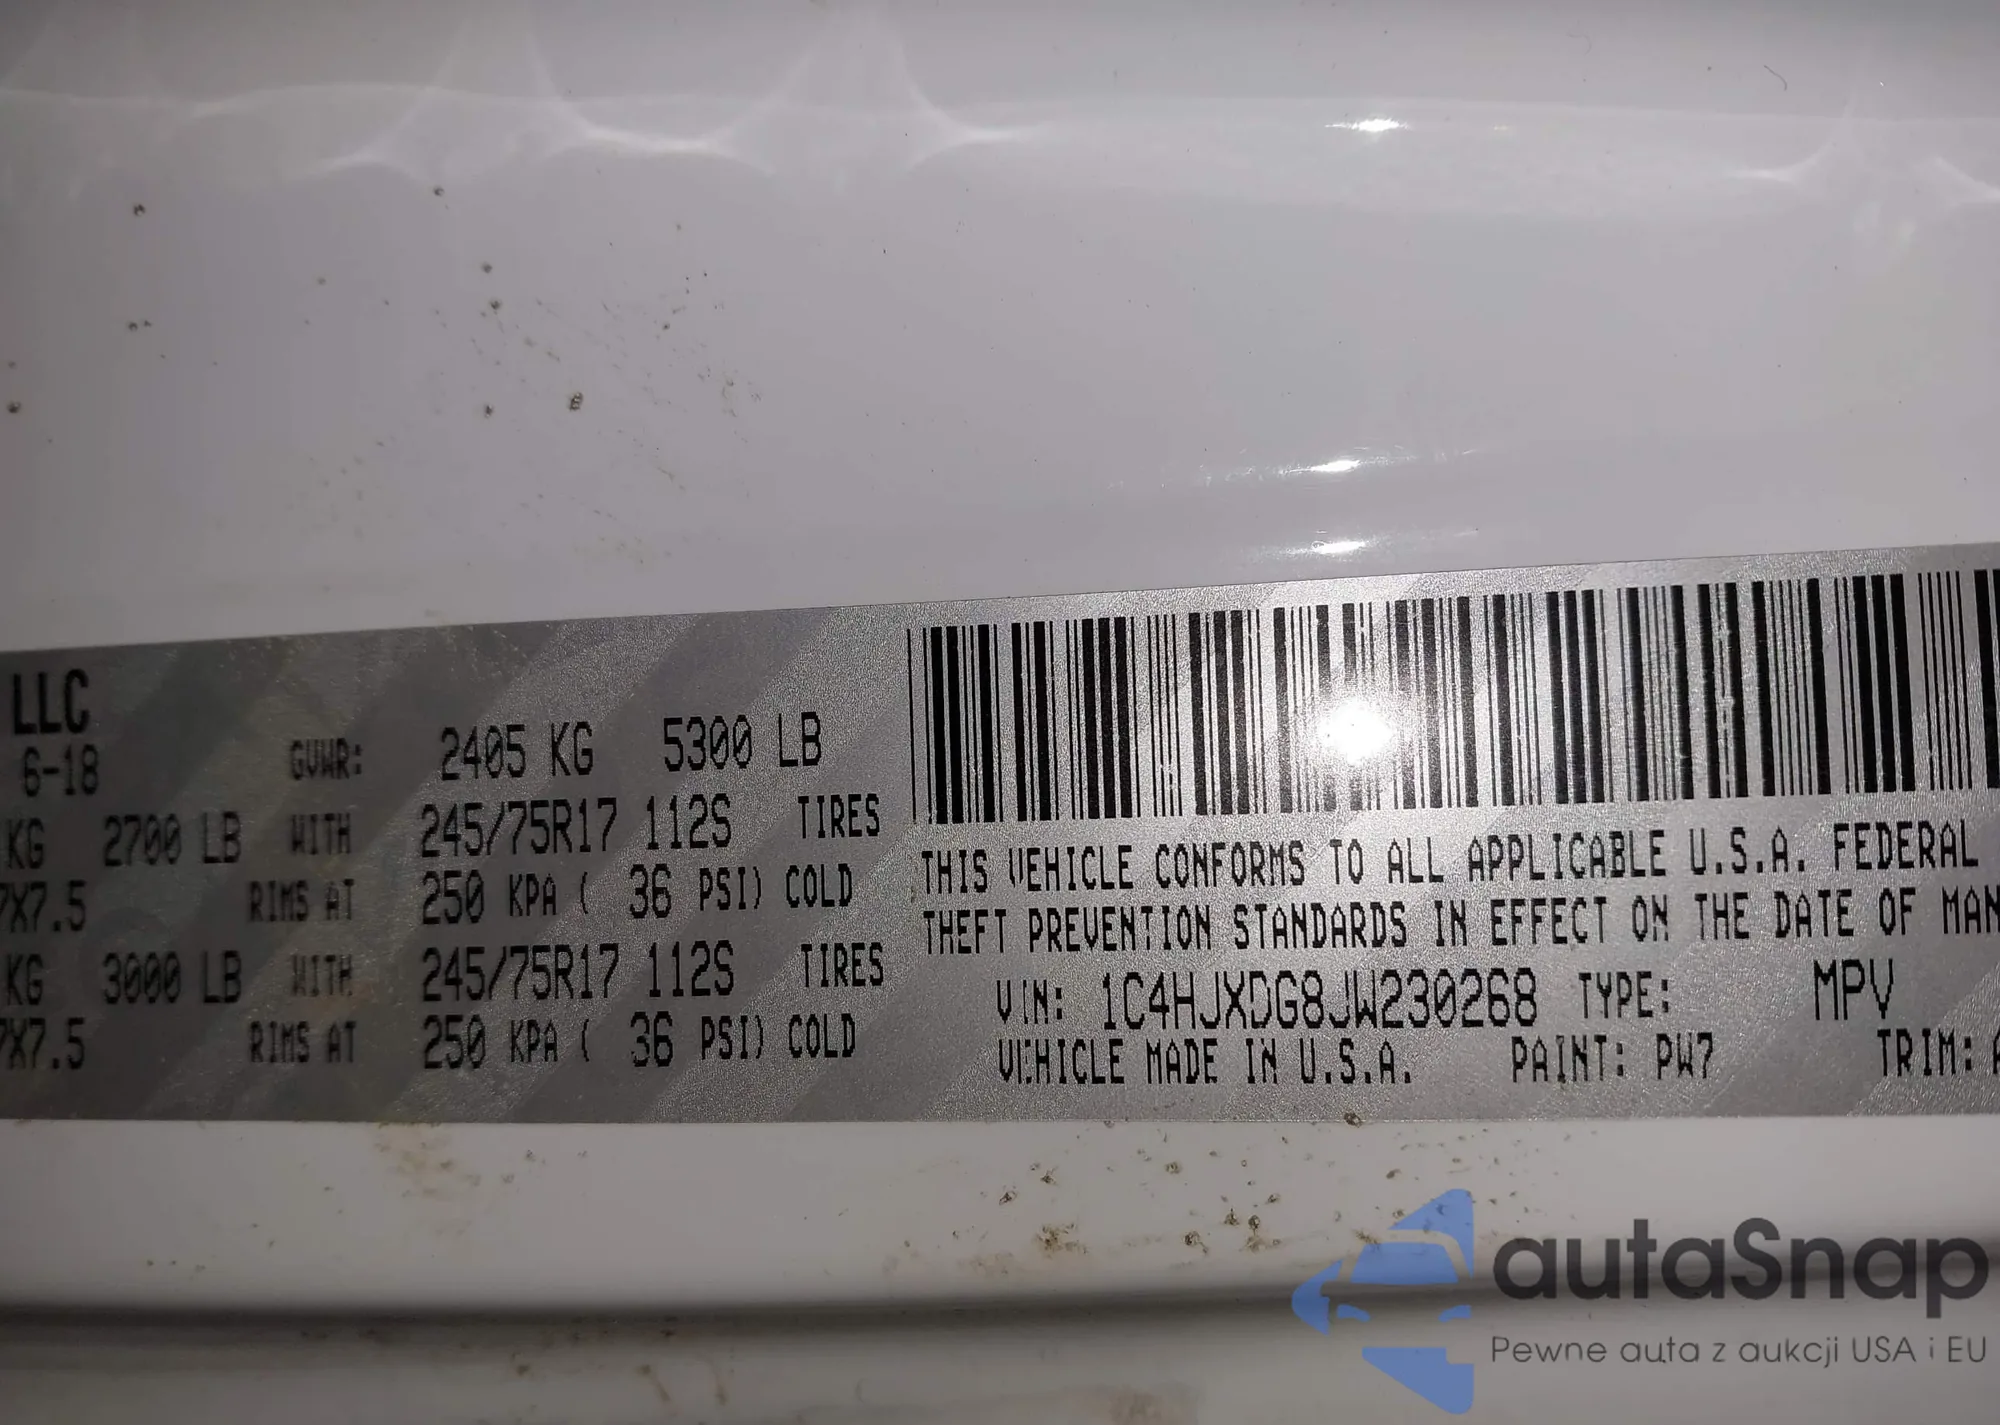 LLC
6-18 GVWR: 2405 KG 5300 LB
KG 2700 LB WITH 245/75R17 112S TIRES
7X7.5 RIMS AT 250 KPA ( 36 PSI) COLD
KG 3000 LB WITH 245/75R17 112S TIRES
7X7.5 RIMS AT 250 KPA ( 36 PSI) COLD
THIS VEHICLE CONFORMS TO ALL APPLICABLE U.S.A. FEDERAL
THEFT PREVENTION STANDARDS IN EFFECT ON THE DATE OF MAN
VIN: 1C4HJXDG8JW230268 TYPE: MPV
VEHICLE MADE IN U.S.A. PAINT: PW7 TRIM:
autaSnap
Pewne auta z aukcji USA i EU